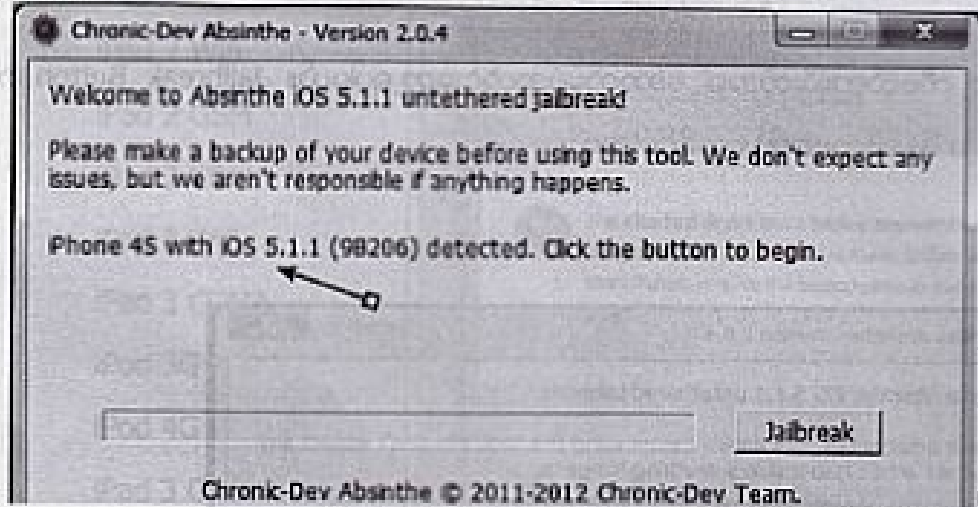 Chronic-Dev Absinthe - Version 2.0.4
Welcome to Absinthe iOS 5.1.1 untethered jailbreak!
Please make a backup of your device before using this tool. We don't expect any
issues, but we aren't responsible if anything happens.
iPhone 4S with iOS 5.1.1 (9B206) detected. Click the button to begin.
Jailbreak
Chronic-Dev Absinthe © 2011-2012 Chronic-Dev Team.